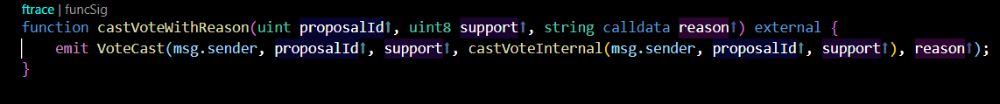 ftrace | funcSig
function castVoteWithReason(uint proposalId↑, uint8 support↑, string calldata reason↑) external {
emit VoteCast(msg.sender, proposalId↑, support↑, castVoteInternal(msg.sender, proposalId↑, support↑), reason↑);
}